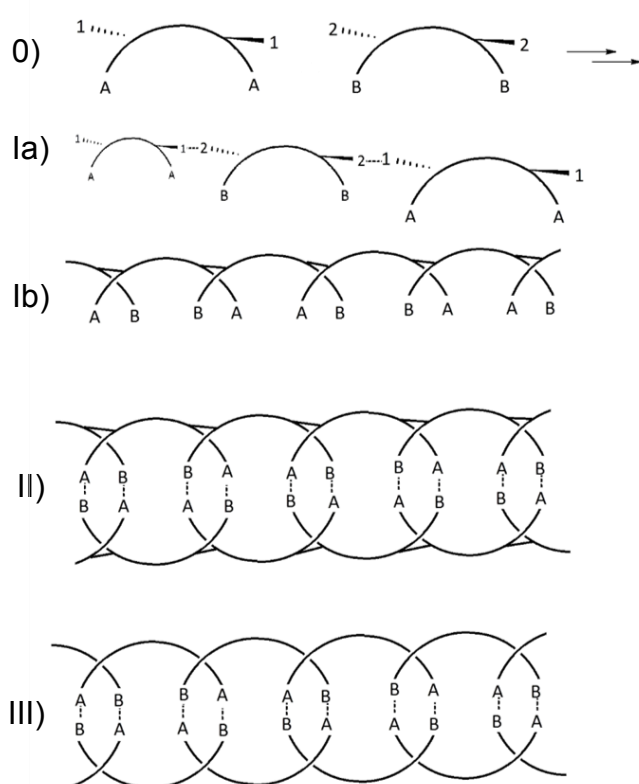 0) 1 1 2 2
A A B B
Ia) 1 1---2 2---1 1
A A B B A A
Ib)
A B B A A B B A A B
II)
A B B A A B B A A B
B A A B B A A B B A
III)
A B B A A B B A A B
B A A B B A A B B A